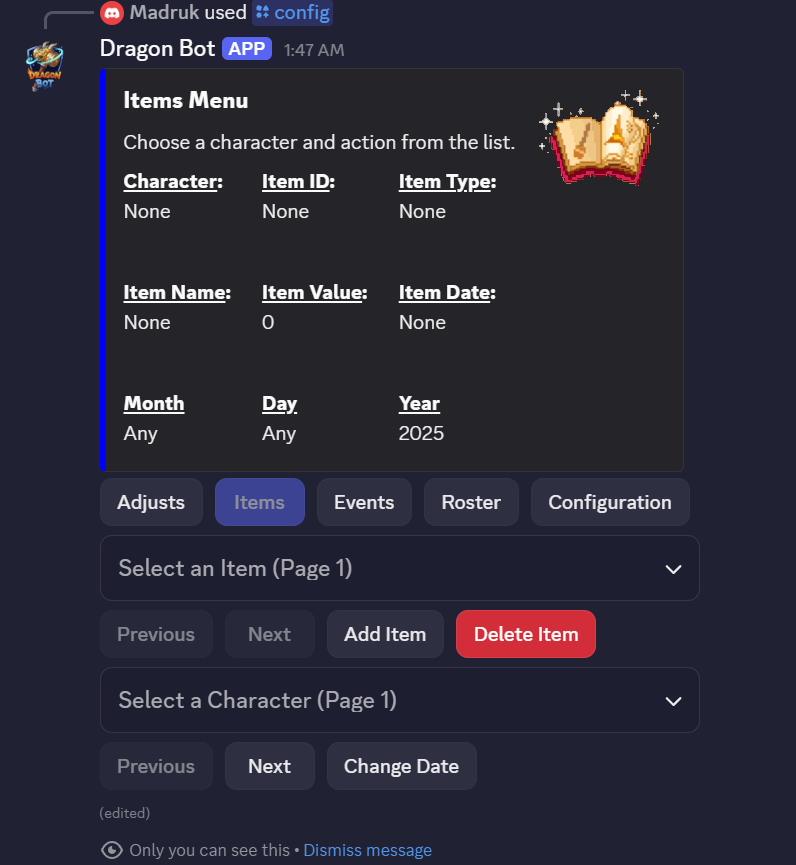 Madruk used config
Dragon Bot APP 1:47 AM
DRAGON
BOT
Items Menu
Choose a character and action from the list.
Character: Item ID: Item Type:
None None None
Item Name: Item Value: Item Date:
None 0 None
Month Day Year
Any Any 2025
Adjusts Items Events Roster Configuration
Select an Item (Page 1)
Previous Next Add Item Delete Item
Select a Character (Page 1)
Previous Next Change Date
(edited)
Only you can see this • Dismiss message